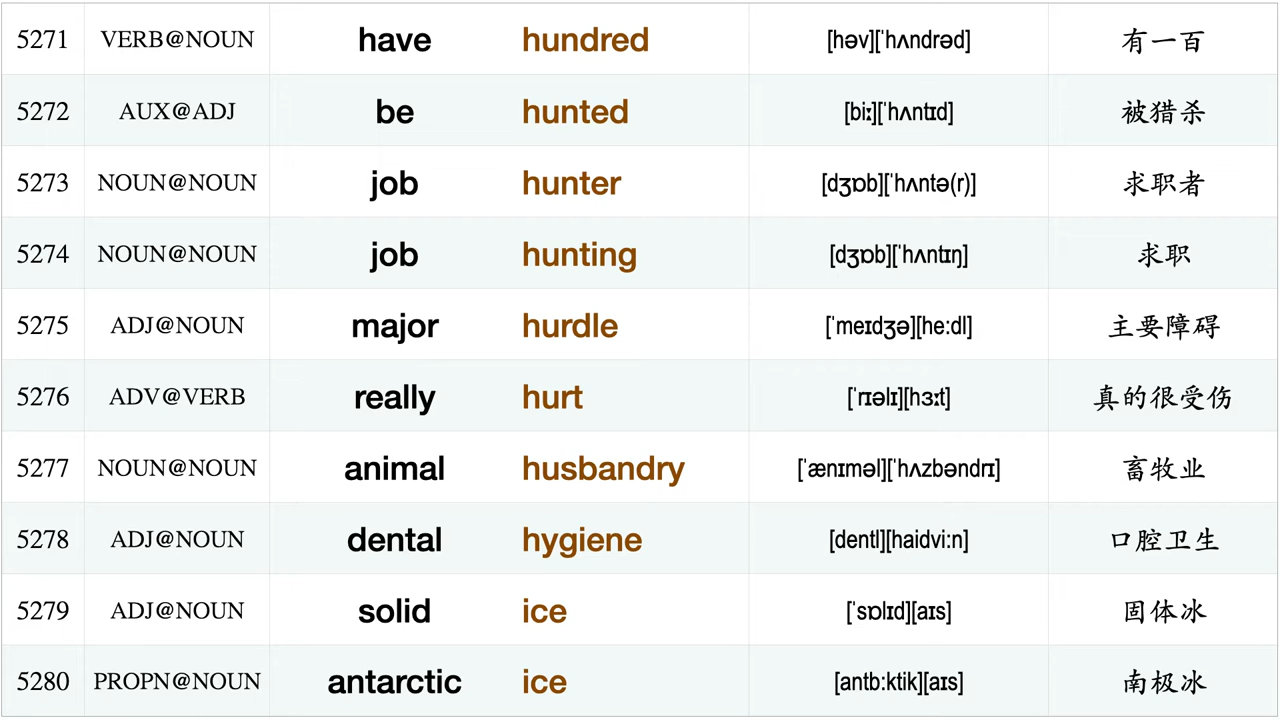 5271 VERB@NOUN have hundred [həv][ˈhʌndrəd] 有一百
5272 AUX@ADJ be hunted [biː][ˈhʌntɪd] 被猎杀
5273 NOUN@NOUN job hunter [dʒɒb][ˈhʌntə(r)] 求职者
5274 NOUN@NOUN job hunting [dʒɒb][ˈhʌntɪŋ] 求职
5275 ADJ@NOUN major hurdle [ˈmeɪdʒə][he:dl] 主要障碍
5276 ADV@VERB really hurt [ˈrɪəlɪ][hɜːt] 真的很受伤
5277 NOUN@NOUN animal husbandry [ˈænɪməl][ˈhʌzbəndrɪ] 畜牧业
5278 ADJ@NOUN dental hygiene [dentl][haidvi:n] 口腔卫生
5279 ADJ@NOUN solid ice [ˈsɒlɪd][aɪs] 固体冰
5280 PROPN@NOUN antarctic ice [antb:ktik][aɪs] 南极冰